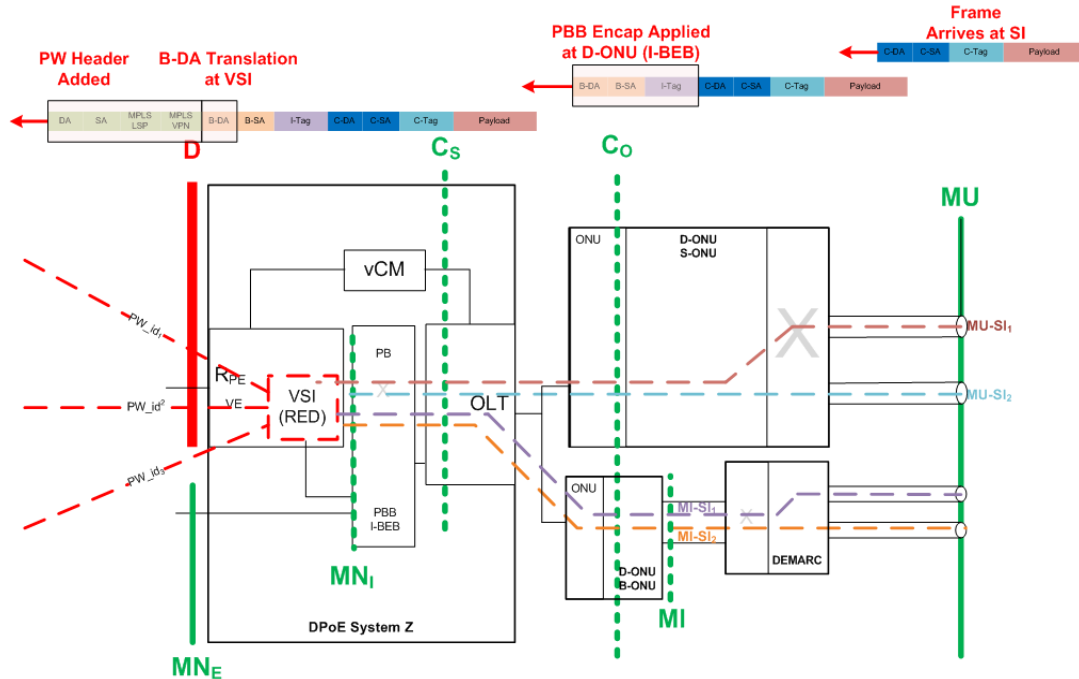 Frame
Arrives at SI
C-DA C-SA C-Tag Payload
PBB Encap Applied
at D-ONU (I-BEB)
B-DA B-SA I-Tag C-DA C-SA C-Tag Payload
PW Header
Added
B-DA Translation
at VSI
DA SA MPLS LSP MPLS VPN B-DA B-SA I-Tag C-DA C-SA C-Tag Payload
D
CS
CO
MU
ONU
D-ONU
S-ONU
vCM
X
PW_id1
MU-SI1
PB
RPE
X
VE
VSI
(RED)
OLT
PW_id2
MU-SI2
PW_id3
ONU
MI-SI1
X
MI-SI2
PBB
I-BEB
DEMARC
D-ONU
B-ONU
MNI
MI
DPoE System Z
MNE